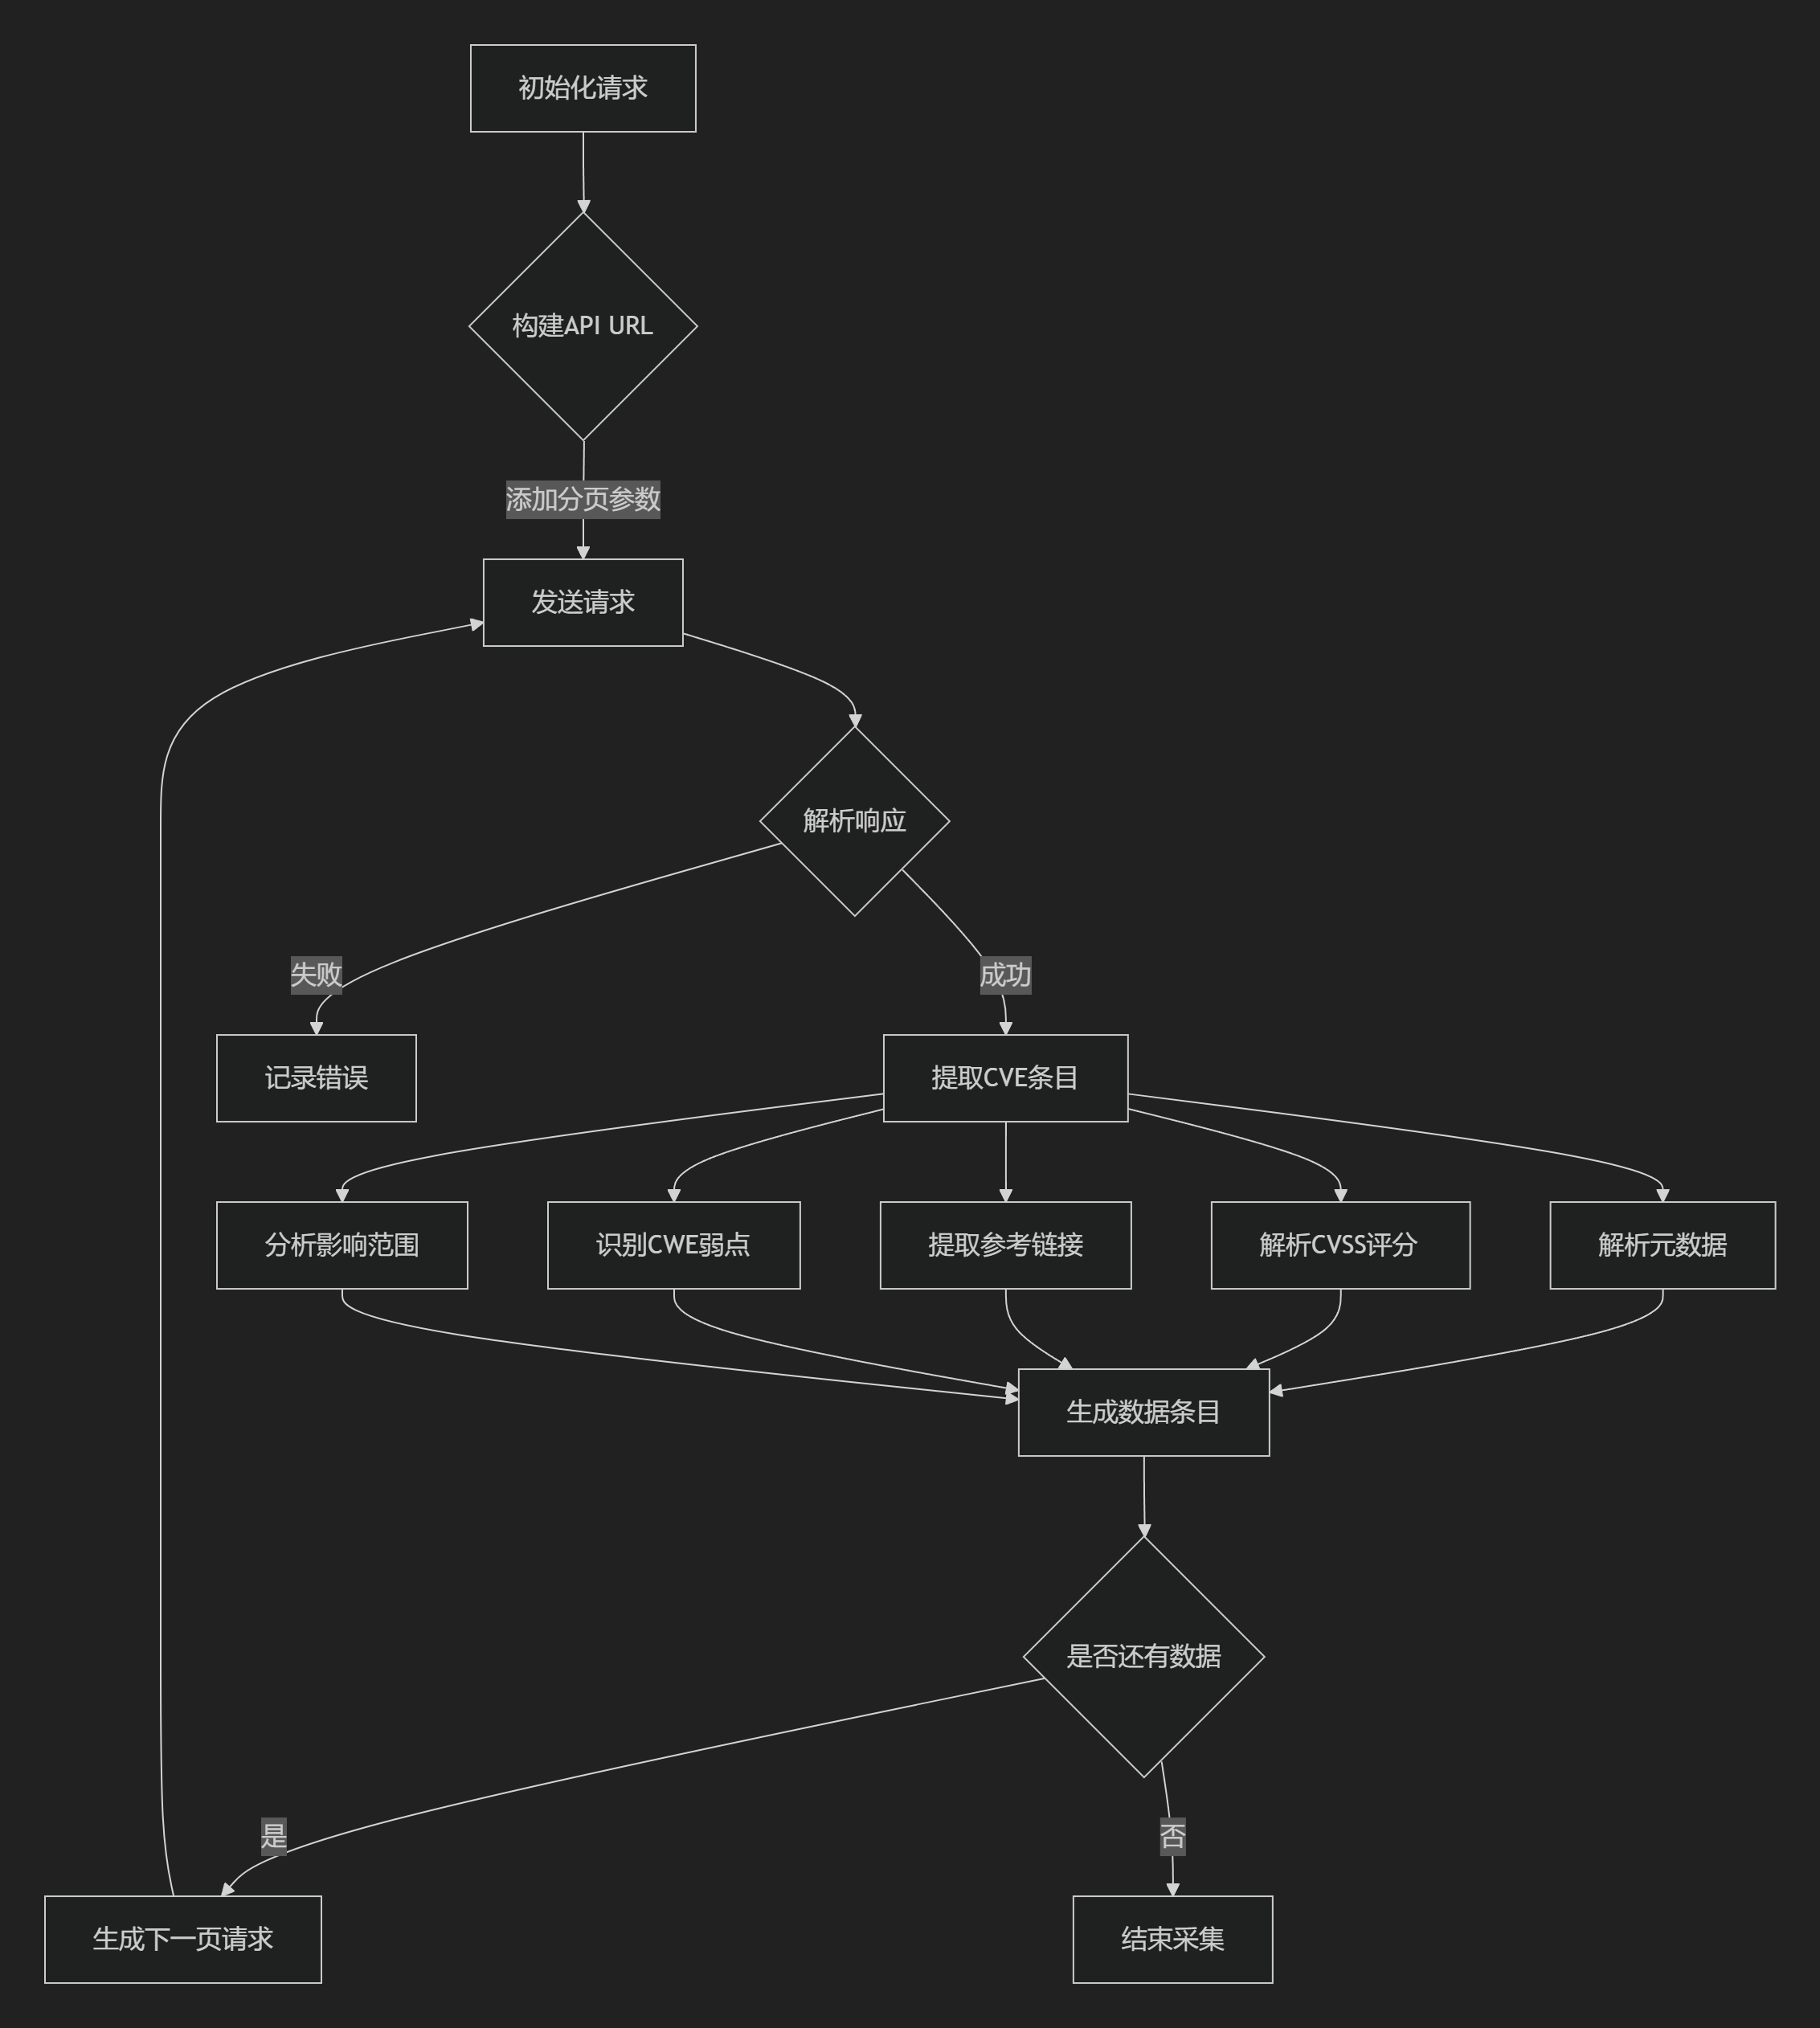 初始化请求
构建API URL
添加分页参数
发送请求
解析响应
失败
成功
记录错误
提取CVE条目
分析影响范围
识别CWE弱点
提取参考链接
解析CVSS评分
解析元数据
生成数据条目
是否还有数据
是
否
生成下一页请求
结束采集